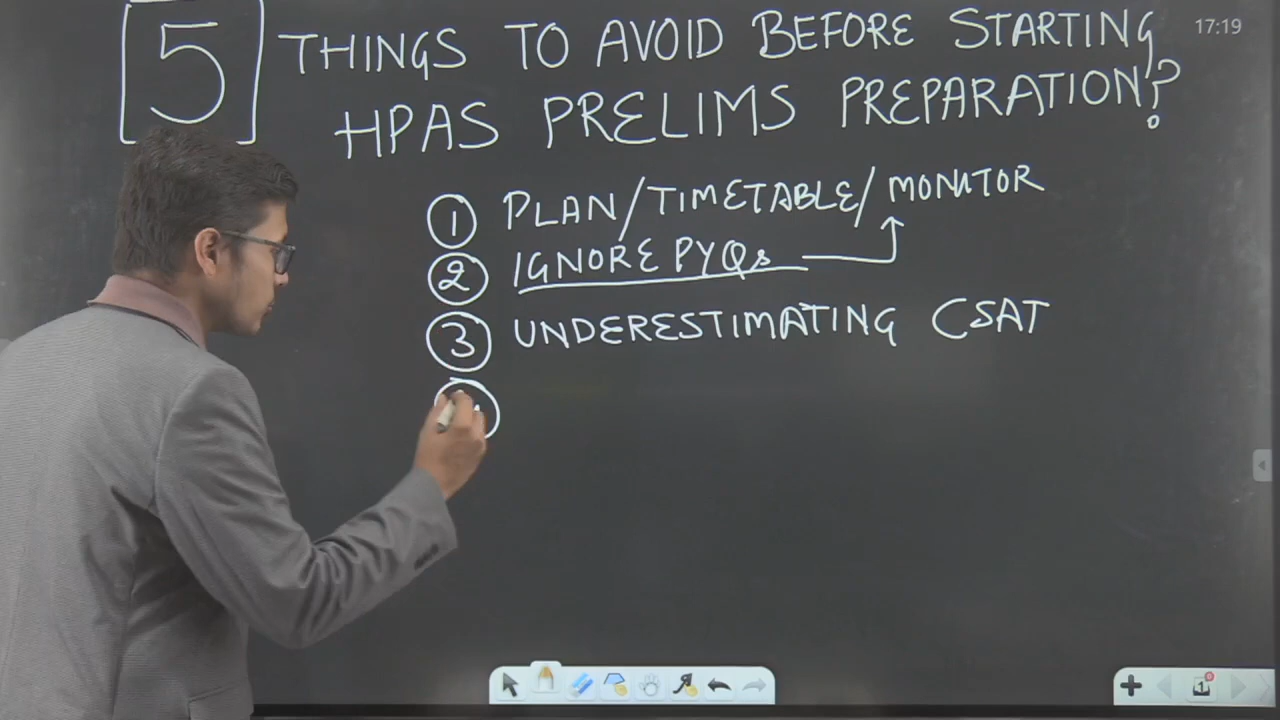 5 THINGS TO AVOID BEFORE STARTING
HPAS PRELIMS PREPARATION?
17:19
1 PLAN/TIMETABLE/MONITOR
2 IGNORE PYQs
3 UNDERESTIMATING CSAT
1